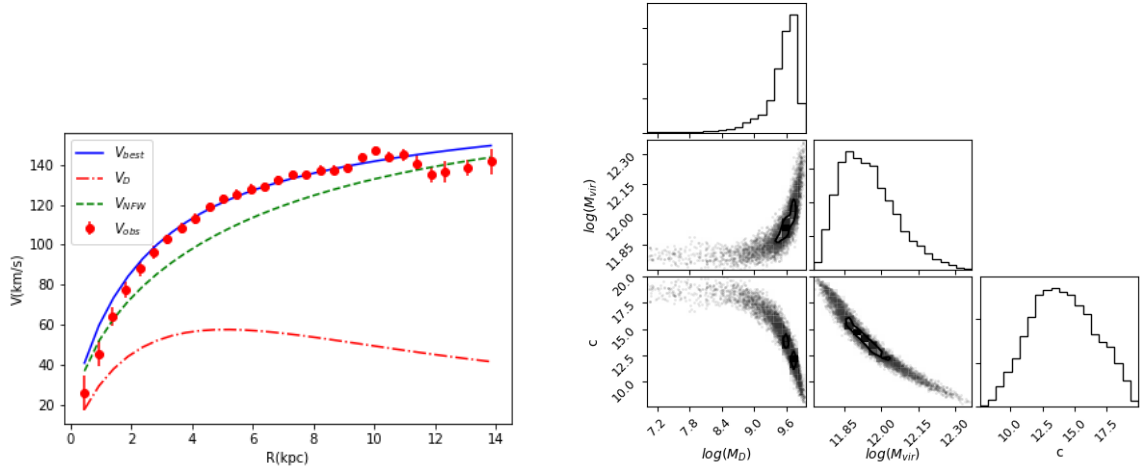 V_best
V_D
V_NFW
V_obs
V(km/s)
140
120
100
80
60
40
20
0 2 4 6 8 10 12 14
R(kpc)
log(M_vir)
12.30
12.15
12.00
11.85
c
20.0
17.5
15.0
12.5
10.0
7.2 7.8 8.4 9.0 9.6
11.85 12.00 12.15 12.30
10.0 12.5 15.0 17.5
log(M_D) log(M_vir) c